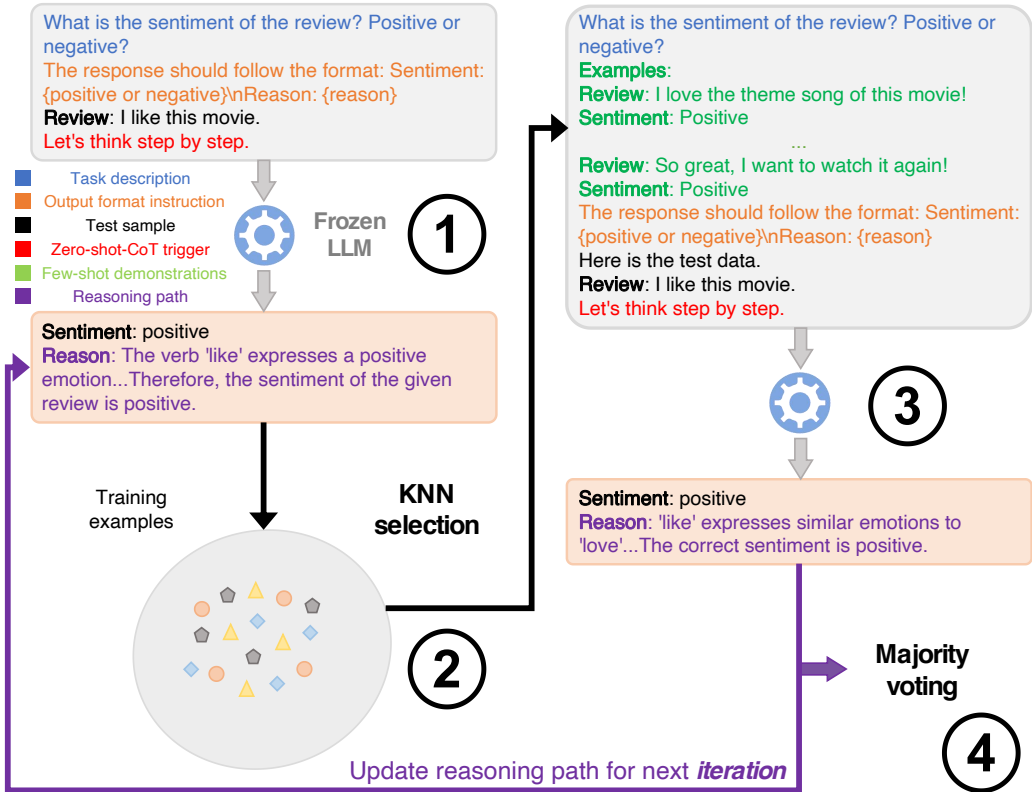 What is the sentiment of the review? Positive or
negative?
The response should follow the format: Sentiment:
{positive or negative}\nReason: {reason}
Review: I like this movie.
Let's think step by step.
Task description
Output format instruction
Test sample
Zero-shot-CoT trigger
Few-shot demonstrations
Reasoning path
Frozen
LLM
1
Sentiment: positive
Reason: The verb 'like' expresses a positive
emotion...Therefore, the sentiment of the given
review is positive.
Training
examples
KNN
selection
2
What is the sentiment of the review? Positive or
negative?
Examples:
Review: I love the theme song of this movie!
Sentiment: Positive
...
Review: So great, I want to watch it again!
Sentiment: Positive
The response should follow the format: Sentiment:
{positive or negative}\nReason: {reason}
Here is the test data.
Review: I like this movie.
Let's think step by step.
3
Sentiment: positive
Reason: 'like' expresses similar emotions to
'love'...The correct sentiment is positive.
Majority
voting
4
Update reasoning path for next iteration